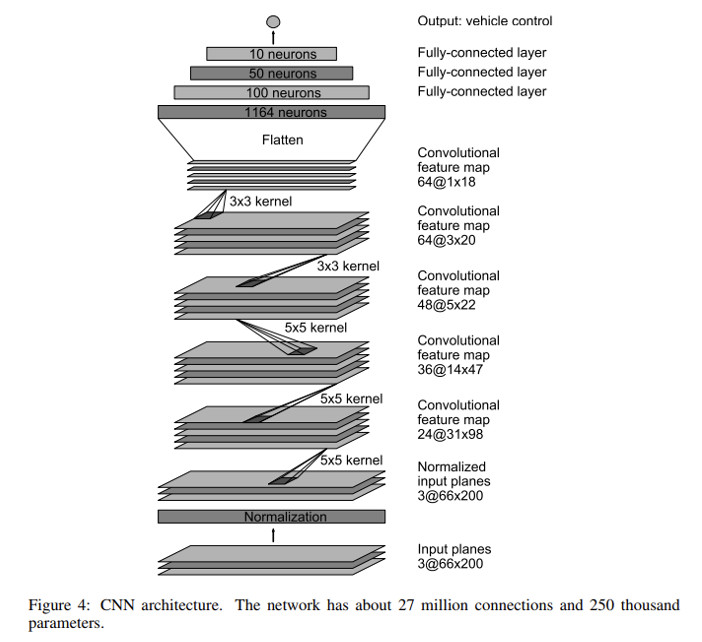 Output: vehicle control
10 neurons
Fully-connected layer
50 neurons
Fully-connected layer
100 neurons
Fully-connected layer
1164 neurons
Flatten
Convolutional
feature map
64@1x18
3x3 kernel
Convolutional
feature map
64@3x20
3x3 kernel
Convolutional
feature map
48@5x22
5x5 kernel
Convolutional
feature map
36@14x47
5x5 kernel
Convolutional
feature map
24@31x98
5x5 kernel
Normalized
input planes
3@66x200
Normalization
Input planes
3@66x200
Figure 4: CNN architecture. The network has about 27 million connections and 250 thousand
parameters.